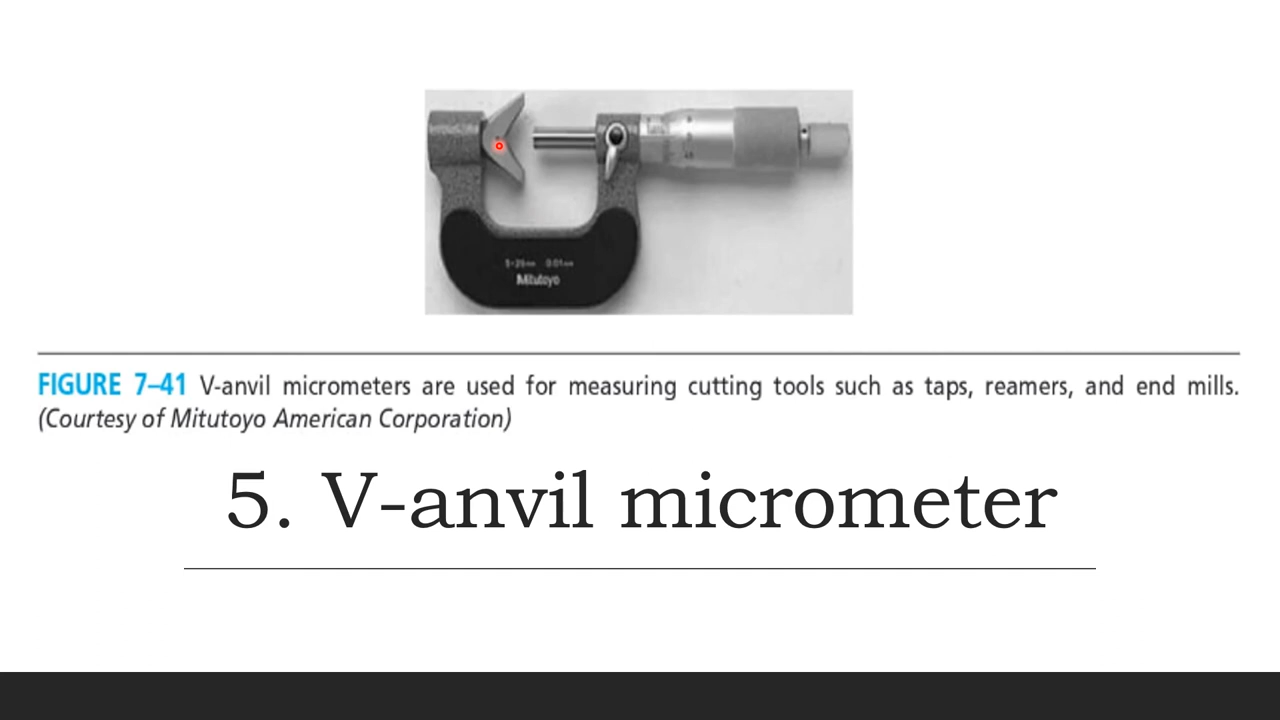 Mitutoyo
FIGURE 7–41 V-anvil micrometers are used for measuring cutting tools such as taps, reamers, and end mills.
(Courtesy of Mitutoyo American Corporation)
5. V-anvil micrometer